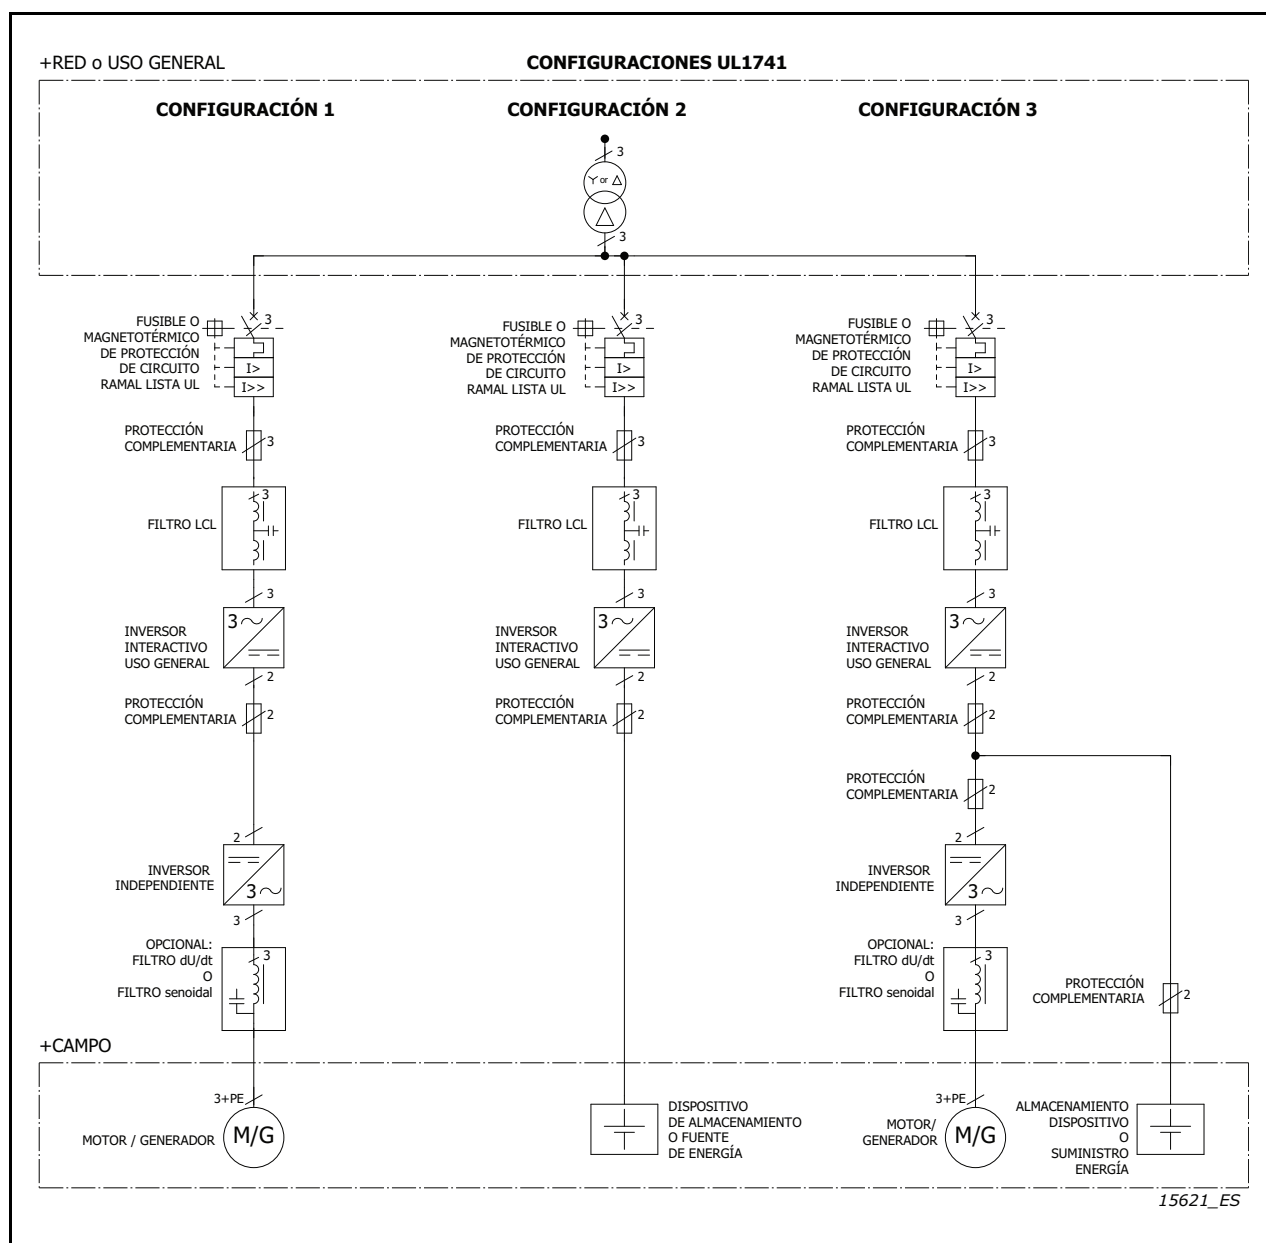 +RED o USO GENERAL
CONFIGURACIONES UL1741
CONFIGURACIÓN 1
CONFIGURACIÓN 2
CONFIGURACIÓN 3
3
Y or Δ
Δ
3
FUSIBLE O
MAGNETOTÉRMICO
DE PROTECCIÓN
DE CIRCUITO
RAMAL LISTA UL
3
I>
I>>
FUSIBLE O
MAGNETOTÉRMICO
DE PROTECCIÓN
DE CIRCUITO
RAMAL LISTA UL
3
I>
I>>
FUSIBLE O
MAGNETOTÉRMICO
DE PROTECCIÓN
DE CIRCUITO
RAMAL LISTA UL
3
I>
I>>
PROTECCIÓN
COMPLEMENTARIA
3
PROTECCIÓN
COMPLEMENTARIA
3
PROTECCIÓN
COMPLEMENTARIA
3
FILTRO LCL
3
FILTRO LCL
3
FILTRO LCL
3
3
3
3
INVERSOR
INTERACTIVO
USO GENERAL
3
INVERSOR
INTERACTIVO
USO GENERAL
3
INVERSOR
INTERACTIVO
USO GENERAL
3
2
2
2
PROTECCIÓN
COMPLEMENTARIA
2
PROTECCIÓN
COMPLEMENTARIA
2
PROTECCIÓN
COMPLEMENTARIA
2
PROTECCIÓN
COMPLEMENTARIA
2
2
2
INVERSOR
INDEPENDIENTE
3
INVERSOR
INDEPENDIENTE
3
3
3
OPCIONAL:
FILTRO dU/dt
O
FILTRO senoidal
3
OPCIONAL:
FILTRO dU/dt
O
FILTRO senoidal
3
PROTECCIÓN
COMPLEMENTARIA
2
+CAMPO
3+PE
MOTOR / GENERADOR
M/G
DISPOSITIVO
DE ALMACENAMIENTO
O FUENTE
DE ENERGÍA
3+PE
MOTOR/
GENERADOR
M/G
ALMACENAMIENTO
DISPOSITIVO
O
SUMINISTRO
ENERGÍA
15621_ES